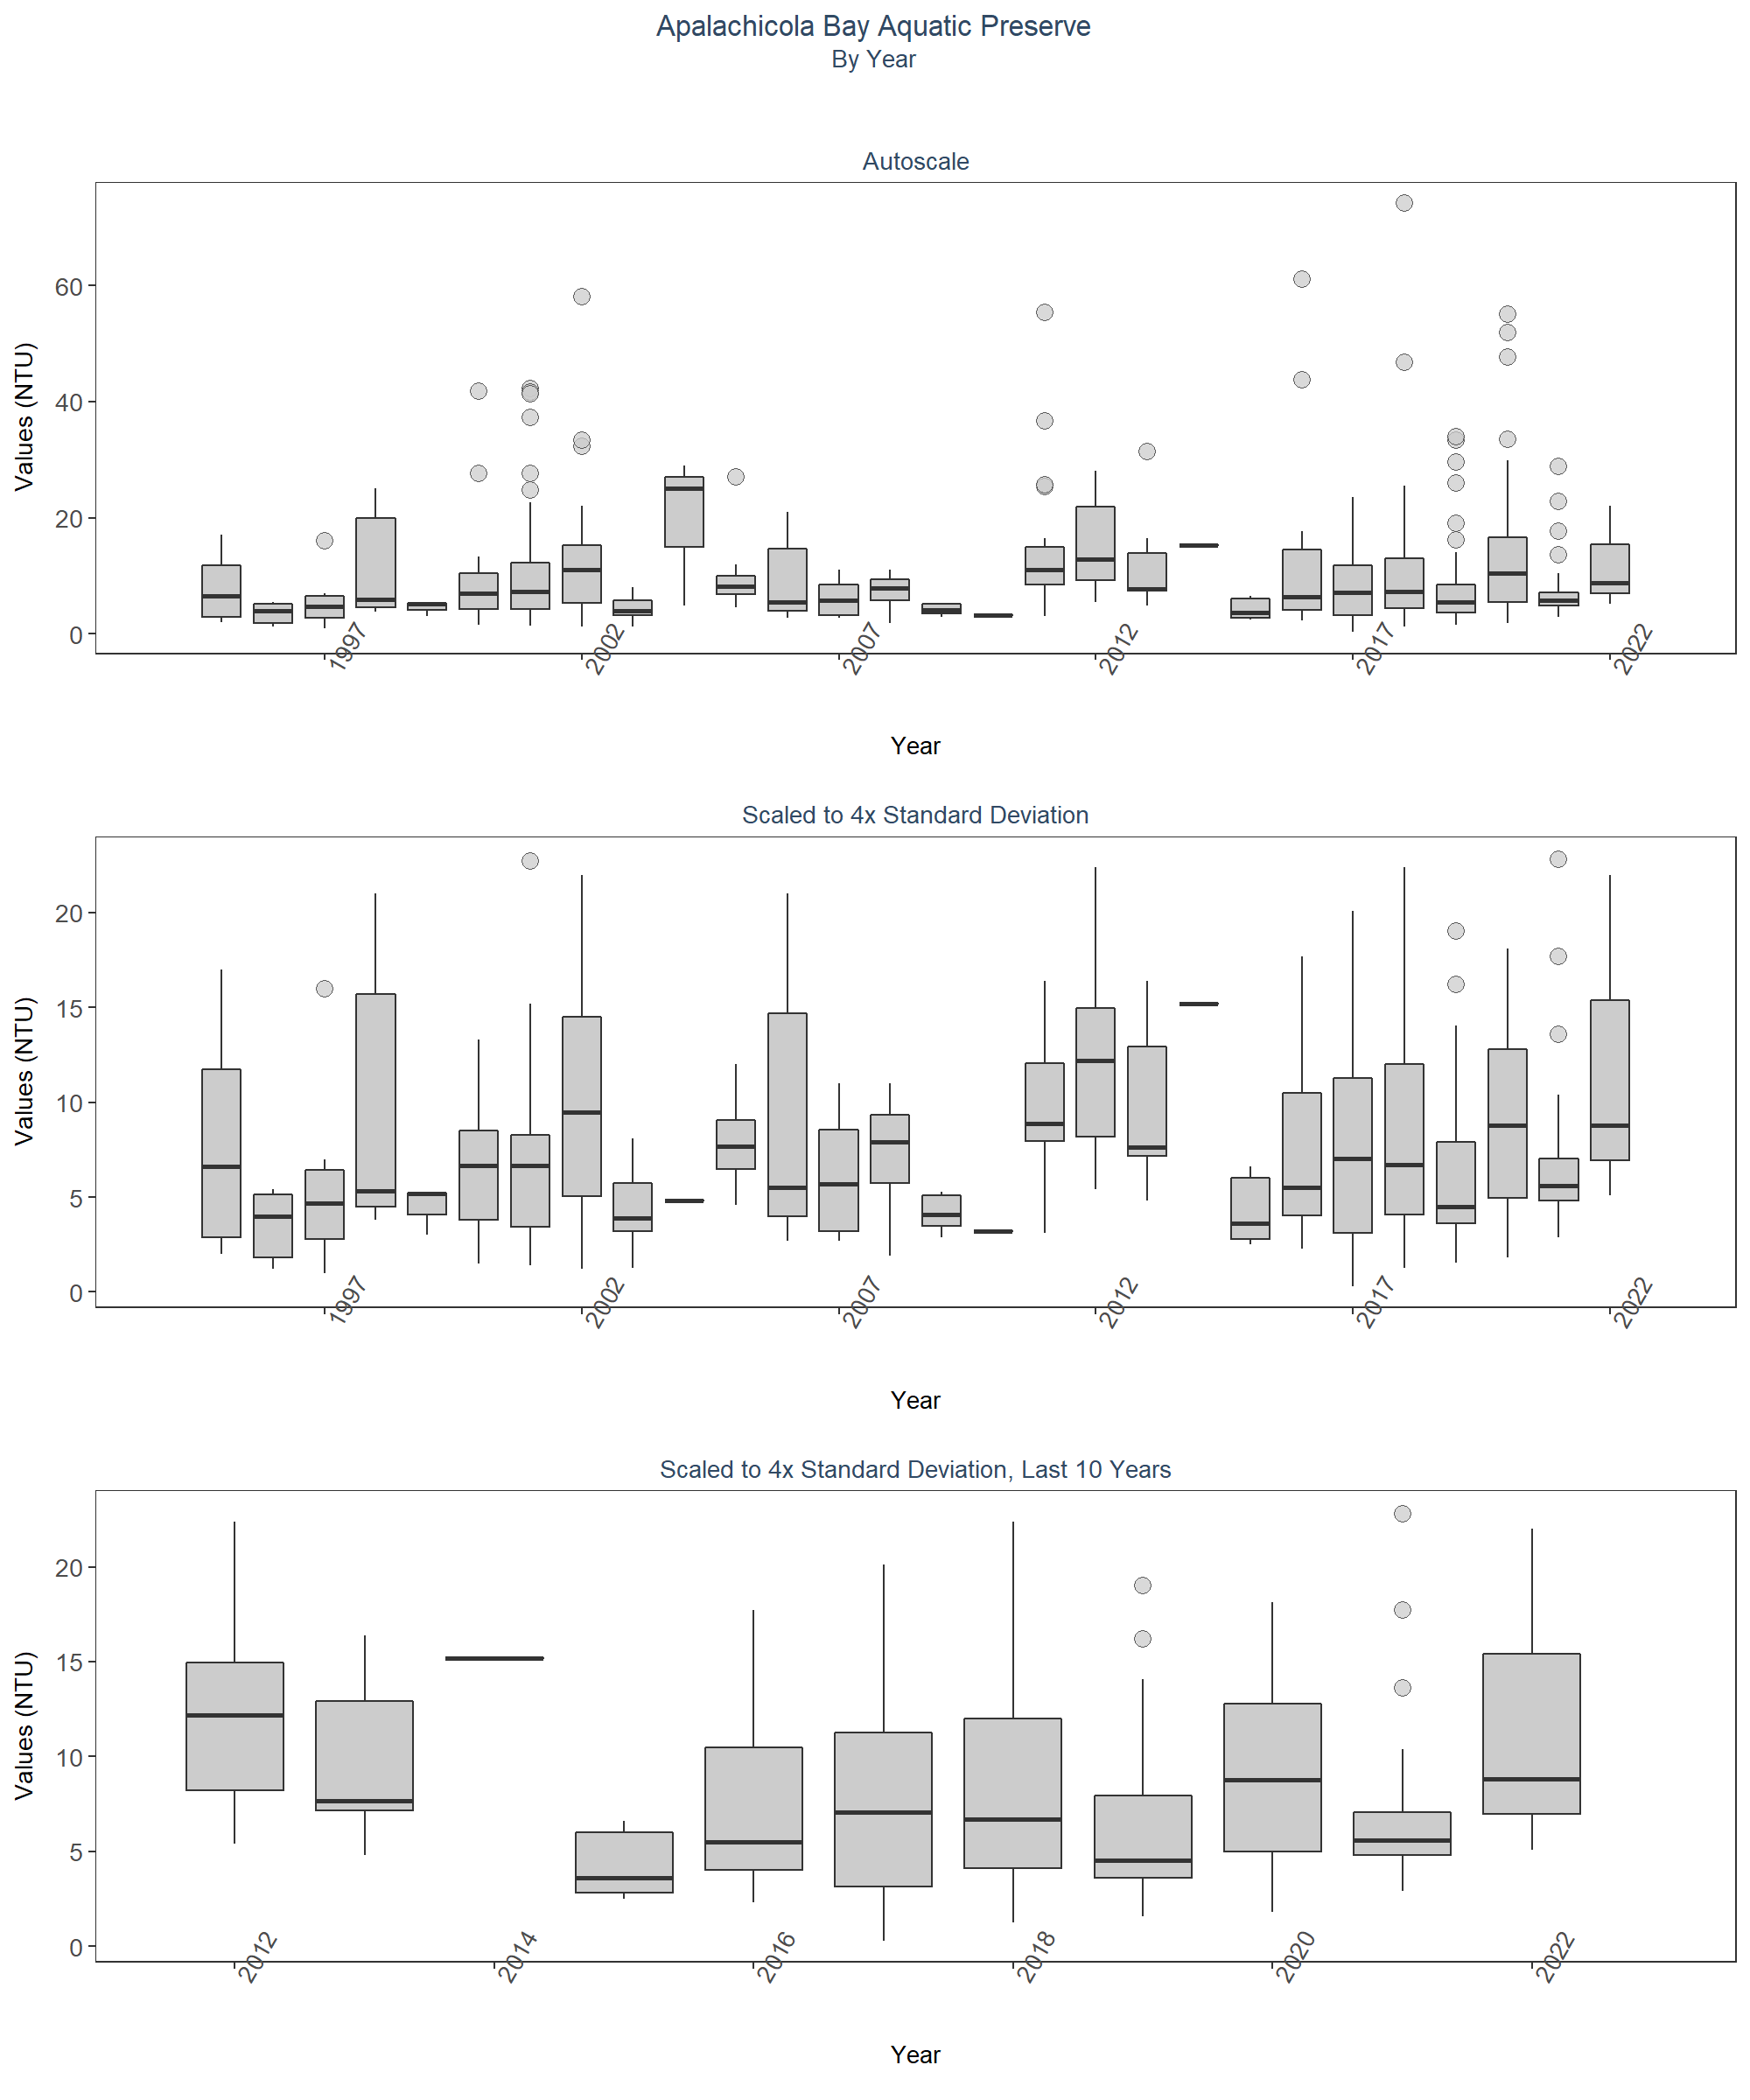 Apalachicola Bay Aquatic Preserve
By Year
Autoscale
Values (NTU)
60
40
20
0
1997
2002
2007
2012
2017
2022
Year
Scaled to 4x Standard Deviation
Values (NTU)
20
15
10
5
0
1997
2002
2007
2012
2017
2022
Year
Scaled to 4x Standard Deviation, Last 10 Years
Values (NTU)
20
15
10
5
0
2012
2014
2016
2018
2020
2022
Year